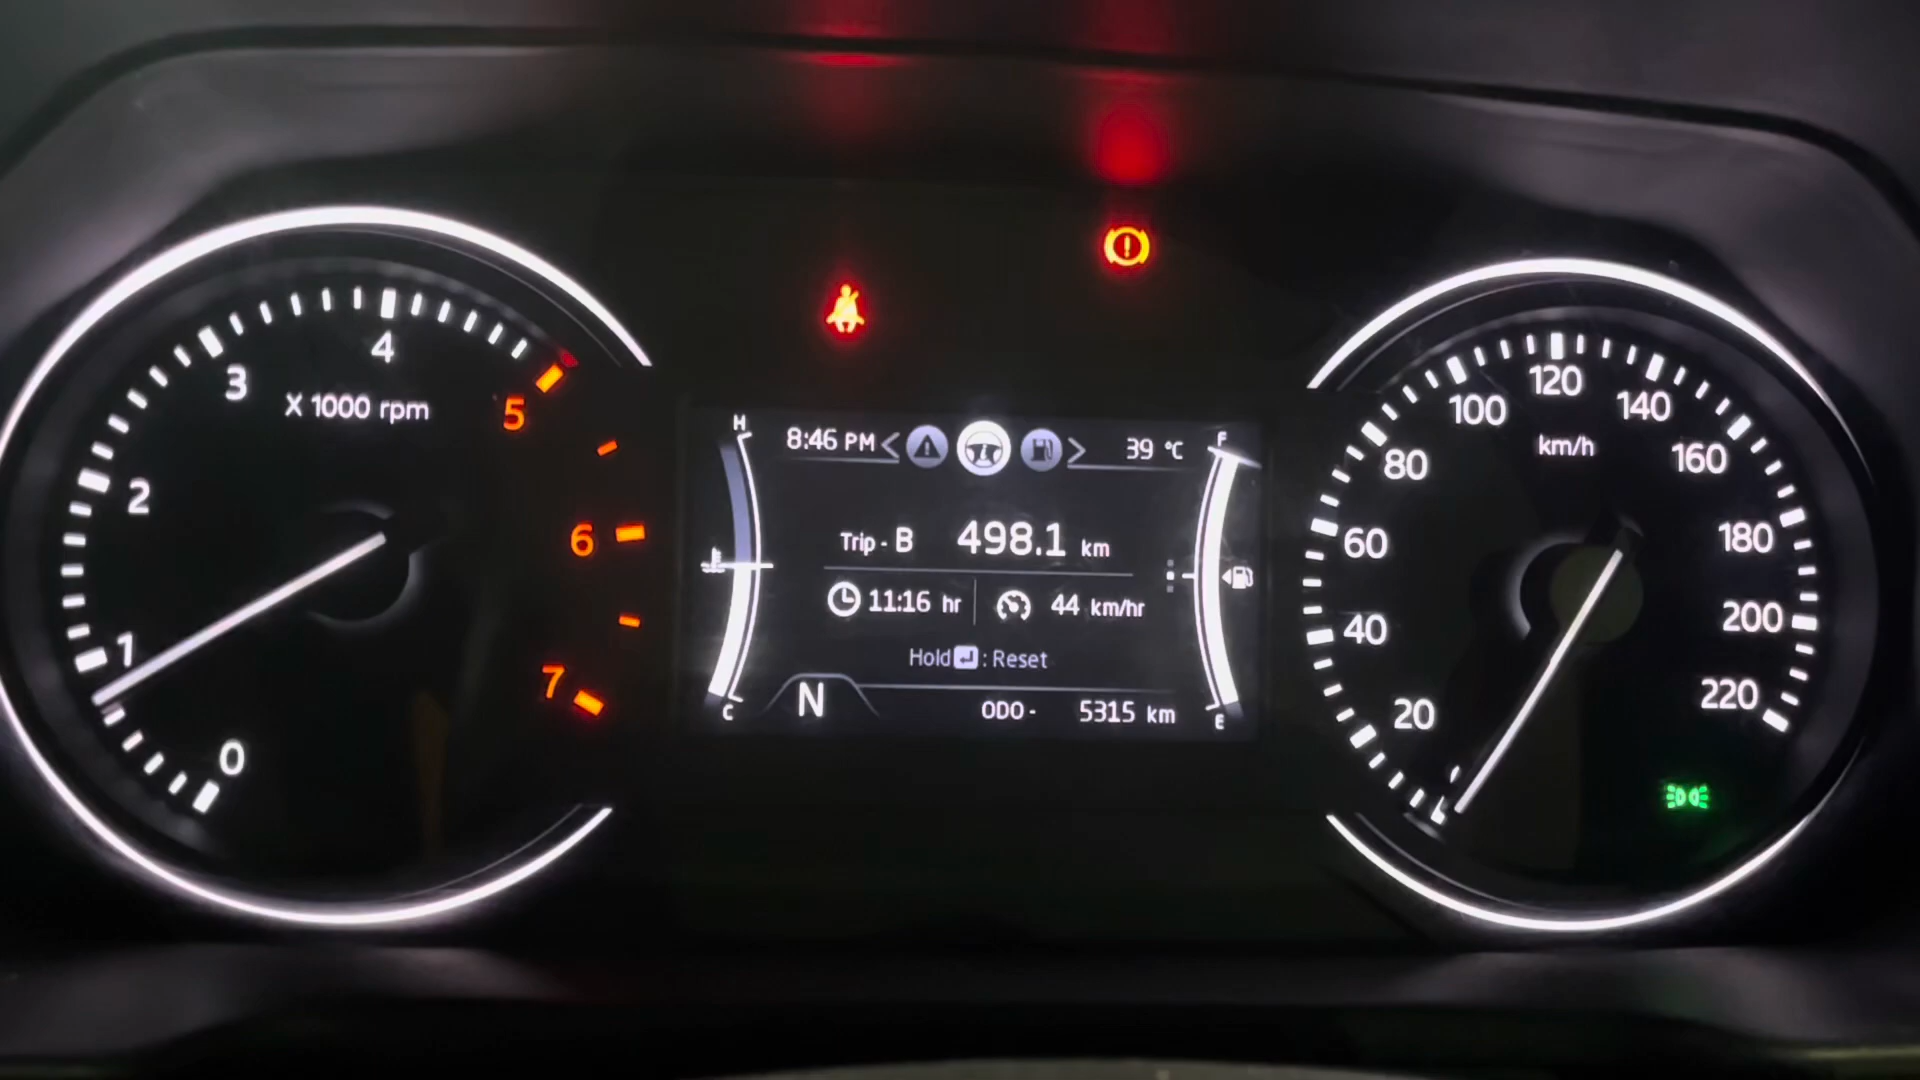 0
1
2
3
4
5
6
7
X 1000 rpm
H
C
8:46 PM
39 °C
Trip - B 498.1 km
11:16 hr
44 km/hr
Hold : Reset
N
ODO - 5315 km
F
E
20
40
60
80
100
120
140
160
180
200
220
km/h